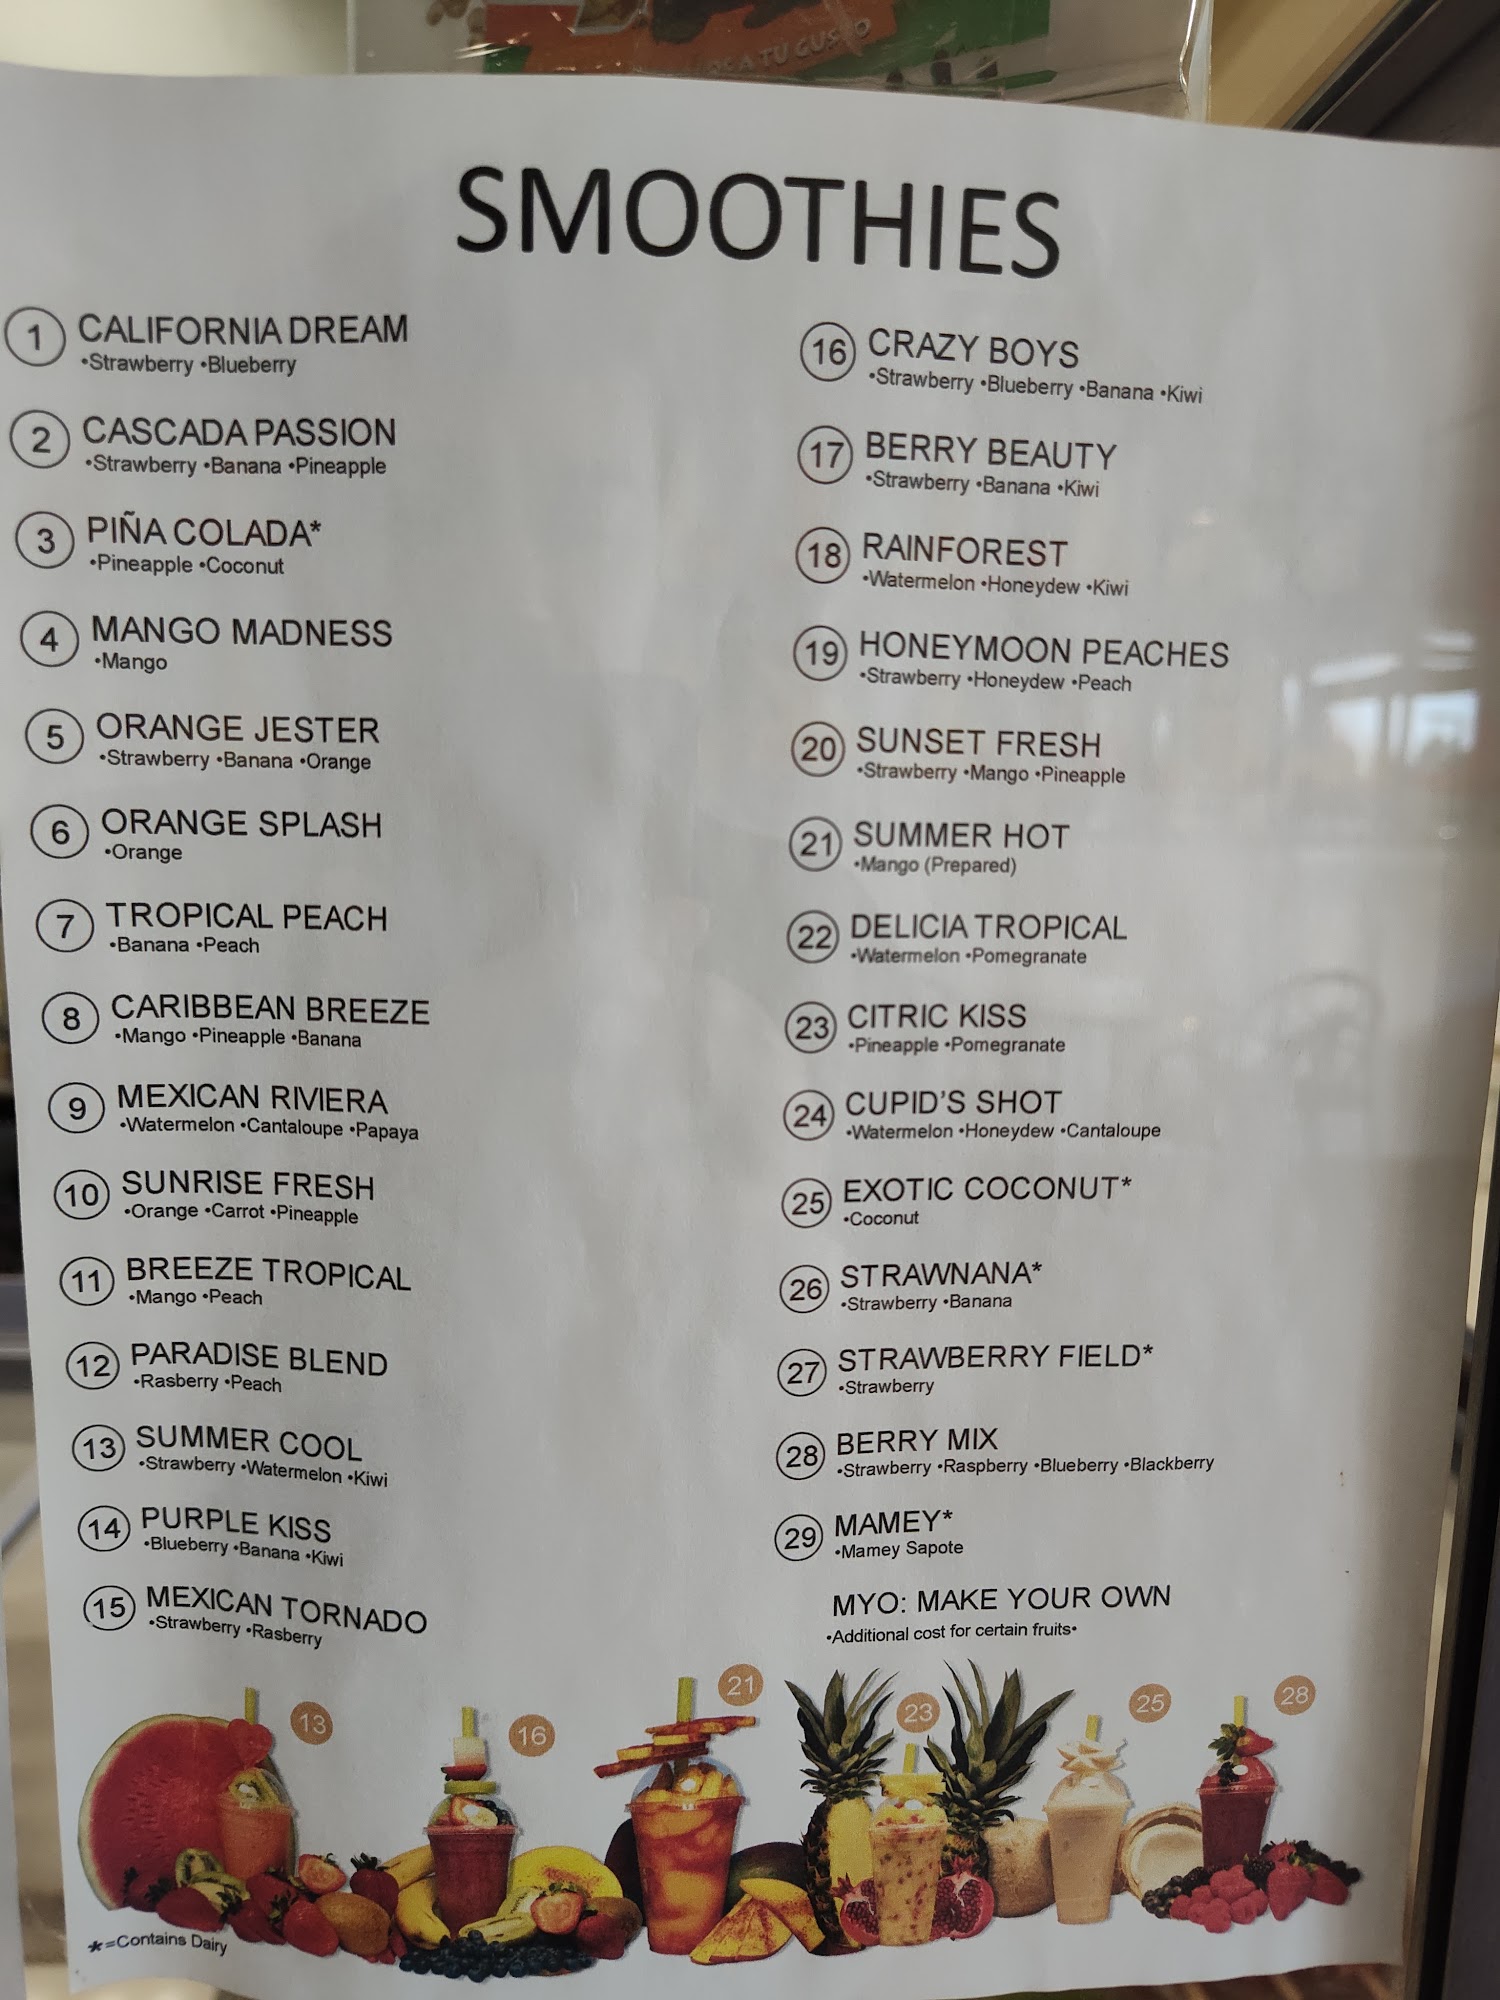 A TU GUSTO
SMOOTHIES
1 CALIFORNIA DREAM
•Strawberry •Blueberry
2 CASCADA PASSION
•Strawberry •Banana •Pineapple
3 PIÑA COLADA*
•Pineapple •Coconut
4 MANGO MADNESS
•Mango
5 ORANGE JESTER
•Strawberry •Banana •Orange
6 ORANGE SPLASH
•Orange
7 TROPICAL PEACH
•Banana •Peach
8 CARIBBEAN BREEZE
•Mango •Pineapple •Banana
9 MEXICAN RIVIERA
•Watermelon •Cantaloupe •Papaya
10 SUNRISE FRESH
•Orange •Carrot •Pineapple
11 BREEZE TROPICAL
•Mango •Peach
12 PARADISE BLEND
•Rasberry •Peach
13 SUMMER COOL
•Strawberry •Watermelon •Kiwi
14 PURPLE KISS
•Blueberry •Banana •Kiwi
15 MEXICAN TORNADO
•Strawberry •Rasberry
16 CRAZY BOYS
•Strawberry •Blueberry •Banana •Kiwi
17 BERRY BEAUTY
•Strawberry •Banana •Kiwi
18 RAINFOREST
•Watermelon •Honeydew •Kiwi
19 HONEYMOON PEACHES
•Strawberry •Honeydew •Peach
20 SUNSET FRESH
•Strawberry •Mango •Pineapple
21 SUMMER HOT
•Mango (Prepared)
22 DELICIA TROPICAL
•Watermelon •Pomegranate
23 CITRIC KISS
•Pineapple •Pomegranate
24 CUPID'S SHOT
•Watermelon •Honeydew •Cantaloupe
25 EXOTIC COCONUT*
•Coconut
26 STRAWNANA*
•Strawberry •Banana
27 STRAWBERRY FIELD*
•Strawberry
28 BERRY MIX
•Strawberry •Raspberry •Blueberry •Blackberry
29 MAMEY*
•Mamey Sapote
MYO: MAKE YOUR OWN
•Additional cost for certain fruits•
13 16 21 23 25 28
*=Contains Dairy